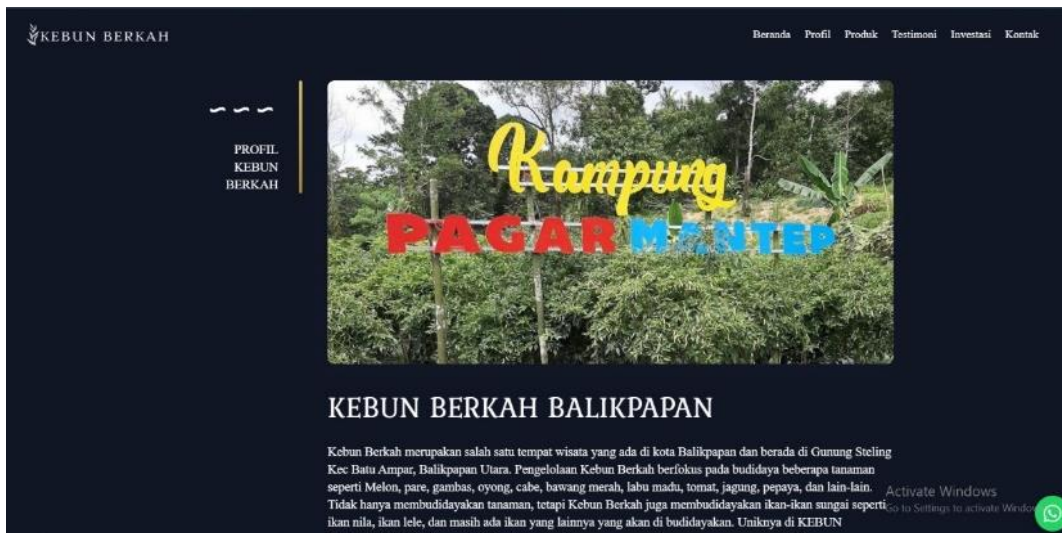 KEBUN BERKAH
Beranda Profil Produk Testimoni Investasi Kontak
PROFIL
KEBUN
BERKAH
Kampung
PAGAR MANTEP
KEBUN BERKAH BALIKPAPAN
Kebun Berkah merupakan salah satu tempat wisata yang ada di kota Balikpapan dan berada di Gunung Steling
Kec Batu Ampar, Balikpapan Utara. Pengelolaan Kebun Berkah berfokus pada budidaya beberapa tanaman
seperti Melon, pare, gambas, oyong, cabe, bawang merah, labu madu, tomat, jagung, pepaya, dan lain-lain.
Tidak hanya membudidayakan tanaman, tetapi Kebun Berkah juga membudidayakan ikan-ikan sungai seperti
ikan nila, ikan lele, dan masih ada ikan yang lainnya yang akan di budidayakan. Uniknya di KEBUN
Activate Windows
Go to Settings to activate Window